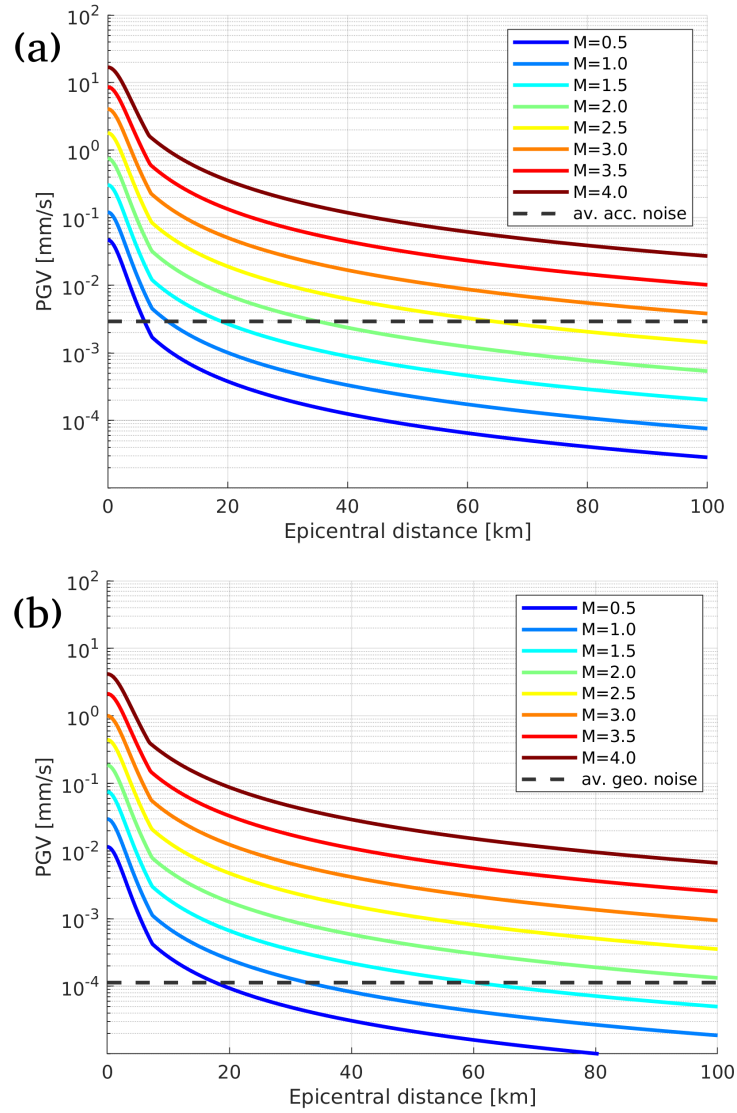 (a)
10^2
10^1
10^0
10^-1
10^-2
10^-3
10^-4
PGV [mm/s]
M=0.5
M=1.0
M=1.5
M=2.0
M=2.5
M=3.0
M=3.5
M=4.0
av. acc. noise
0 20 40 60 80 100
Epicentral distance [km]
(b)
10^2
10^1
10^0
10^-1
10^-2
10^-3
10^-4
PGV [mm/s]
M=0.5
M=1.0
M=1.5
M=2.0
M=2.5
M=3.0
M=3.5
M=4.0
av. geo. noise
0 20 40 60 80 100
Epicentral distance [km]